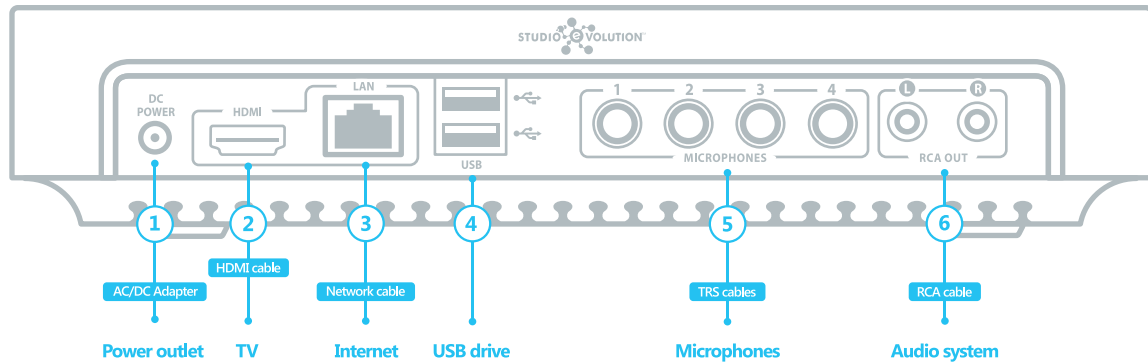 STUDIO eVOLUTION™
DC
POWER
HDMI
LAN
USB
1 2 3 4
MICROPHONES
L R
RCA OUT
1 2 3 4 5 6
HDMI cable
AC/DC Adapter
Network cable
TRS cables
RCA cable
Power outlet TV Internet USB drive Microphones Audio system